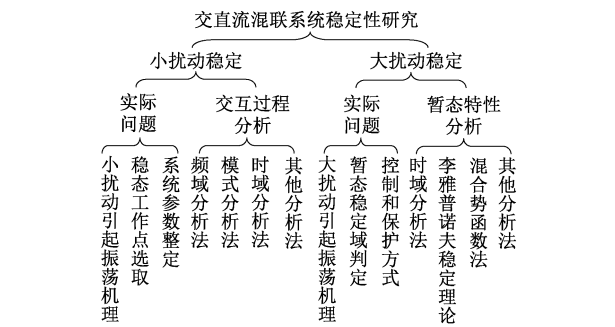 交直流混联系统稳定性研究
小扰动稳定
大扰动稳定
实际
问题
交互过程
分析
实际
问题
暂态特性
分析
小扰动引起振荡机理
稳态工作点选取
系统参数整定
频域分析法
模式分析法
时域分析法
其他分析法
大扰动引起振荡机理
暂态稳定域判定
控制和保护方式
时域分析法
李雅普诺夫稳定理论
混合势函数法
其他分析法